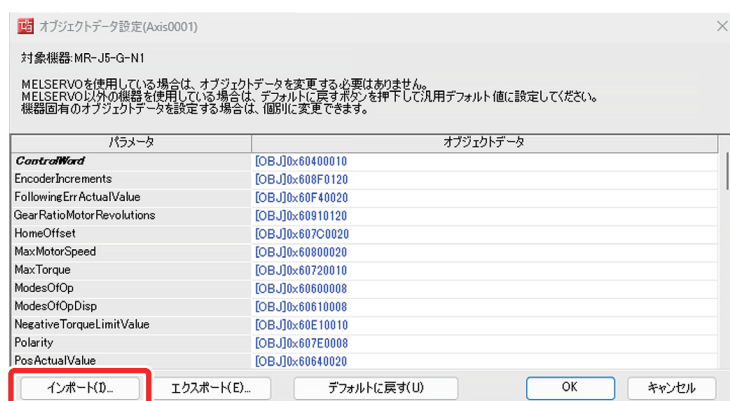 オブジェクトデータ設定(Axis0001)
対象機器:MR-J5-G-N1
MELSERVOを使用している場合は、オブジェクトデータを変更する必要はありません。
MELSERVO以外の機器を使用している場合は、デフォルトに戻すボタンを押下して汎用デフォルト値に設定してください。
機器固有のオブジェクトデータを設定する場合は、個別に変更できます。
パラメータ オブジェクトデータ
ControlWord [OBJ]0x60400010
EncoderIncrements [OBJ]0x608F0120
FollowingErrActualValue [OBJ]0x60F40020
GearRatioMotorRevolutions [OBJ]0x60910120
HomeOffset [OBJ]0x607C0020
MaxMotorSpeed [OBJ]0x60800020
MaxTorque [OBJ]0x60720010
ModesOfOp [OBJ]0x60600008
ModesOfOpDisp [OBJ]0x60610008
NegativeTorqueLimitValue [OBJ]0x60E10010
Polarity [OBJ]0x607E0008
PosActualValue [OBJ]0x60640020
インポート(I)... エクスポート(E)... デフォルトに戻す(U) OK キャンセル